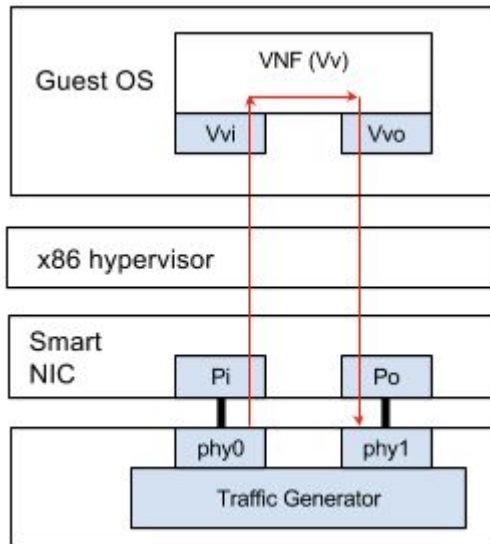 VNF (Vv)
Guest OS
Vvi
Vvo
x86 hypervisor
Smart
NIC
Pi
Po
phy0
phy1
Traffic Generator